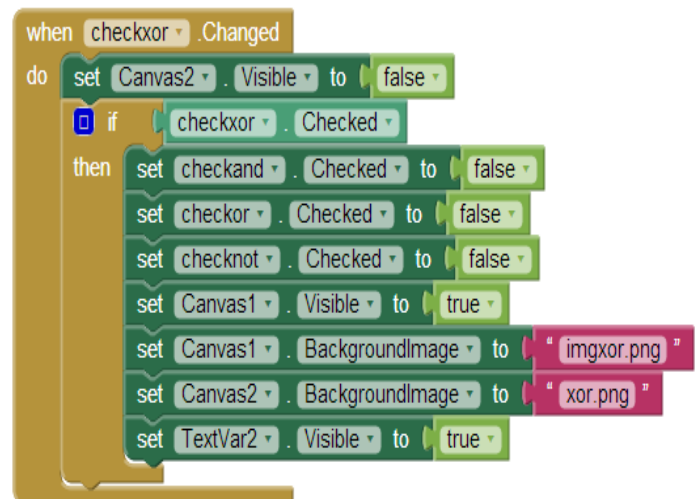 when checkxor .Changed
do set Canvas2 . Visible to false
if checkxor . Checked
then set checkand . Checked to false
set checkor . Checked to false
set checknot . Checked to false
set Canvas1 . Visible to true
set Canvas1 . BackgroundImage to " imgxor.png "
set Canvas2 . BackgroundImage to " xor.png "
set TextVar2 . Visible to true